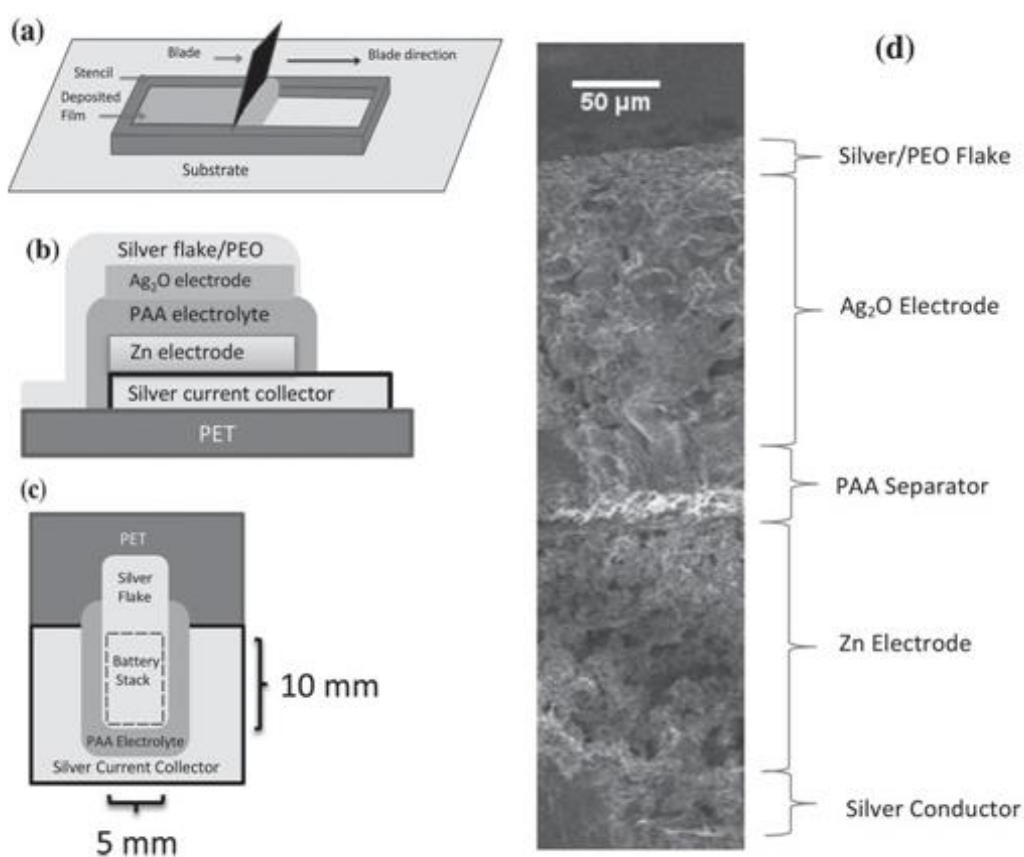 (a)
Blade
Blade direction
Stencil
Deposited
Film
Substrate
(b)
Silver flake/PEO
Ag₂O electrode
PAA electrolyte
Zn electrode
Silver current collector
PET
(c)
PET
Silver
Flake
Battery
Stack
10 mm
PAA Electrolyte
Silver Current Collector
5 mm
(d)
50 µm
Silver/PEO Flake
Ag₂O Electrode
PAA Separator
Zn Electrode
Silver Conductor